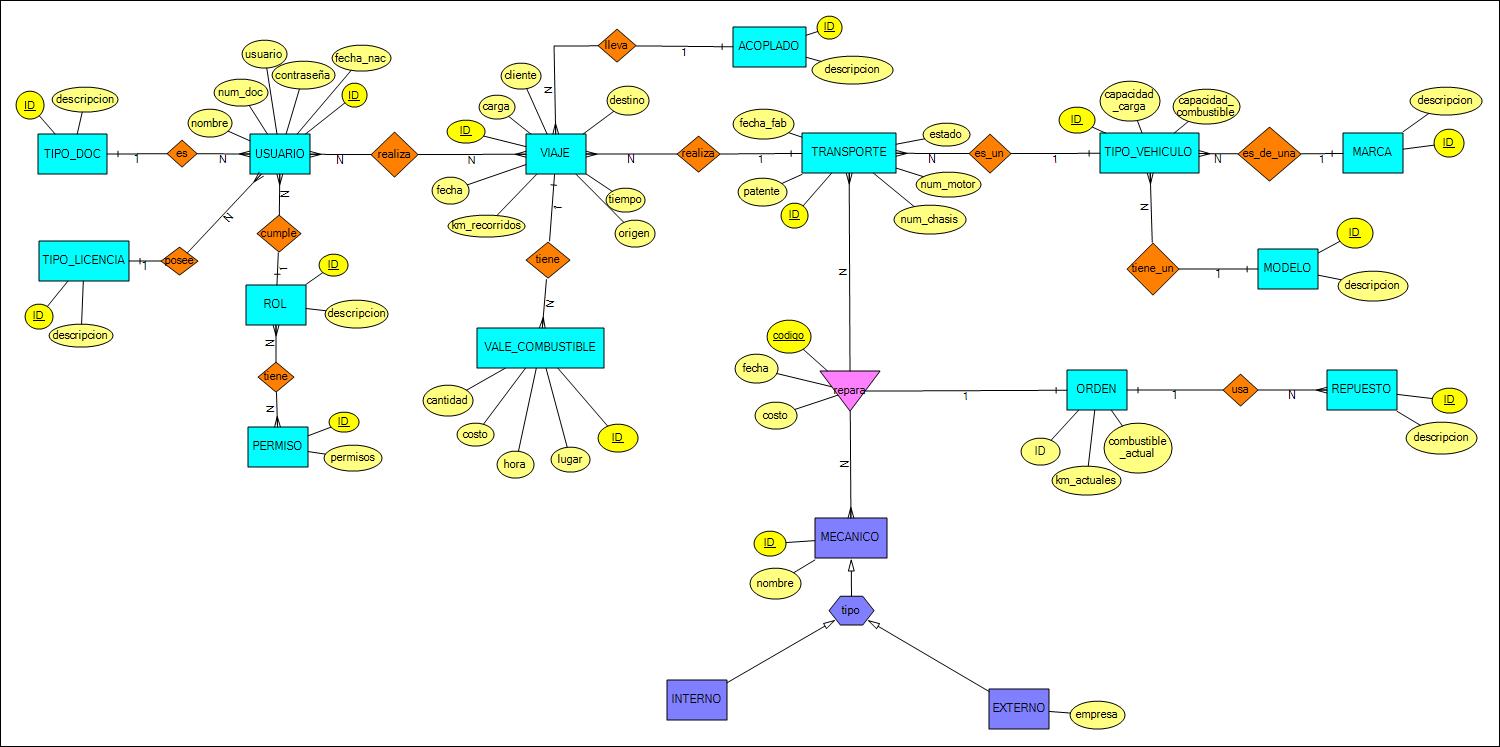 ID
lleva
1
ACOPLADO
descripcion
usuario
fecha_nac
contraseña
num_doc
ID
nombre
ID
descripcion
TIPO_DOC
1
es
N
USUARIO
N
realiza
N
cliente
carga
ID
N
destino
VIAJE
fecha
km_recorridos
tiempo
origen
N
realiza
1
fecha_fab
TRANSPORTE
estado
patente
ID
num_motor
num_chasis
N
es_un
1
ID
capacidad
_carga
capacidad_
combustible
TIPO_VEHICULO
N
es_de_una
1
MARCA
descripcion
ID
N
tiene_un
1
MODELO
ID
descripcion
N
posee
1
TIPO_LICENCIA
ID
descripcion
N
cumple
1
ROL
ID
descripcion
N
tiene
N
PERMISO
ID
permisos
1
tiene
N
VALE_COMBUSTIBLE
cantidad
costo
hora
lugar
ID
N
codigo
fecha
costo
repara
1
ORDEN
ID
km_actuales
combustible
_actual
1
usa
N
REPUESTO
ID
descripcion
N
MECANICO
ID
nombre
tipo
INTERNO
EXTERNO
empresa